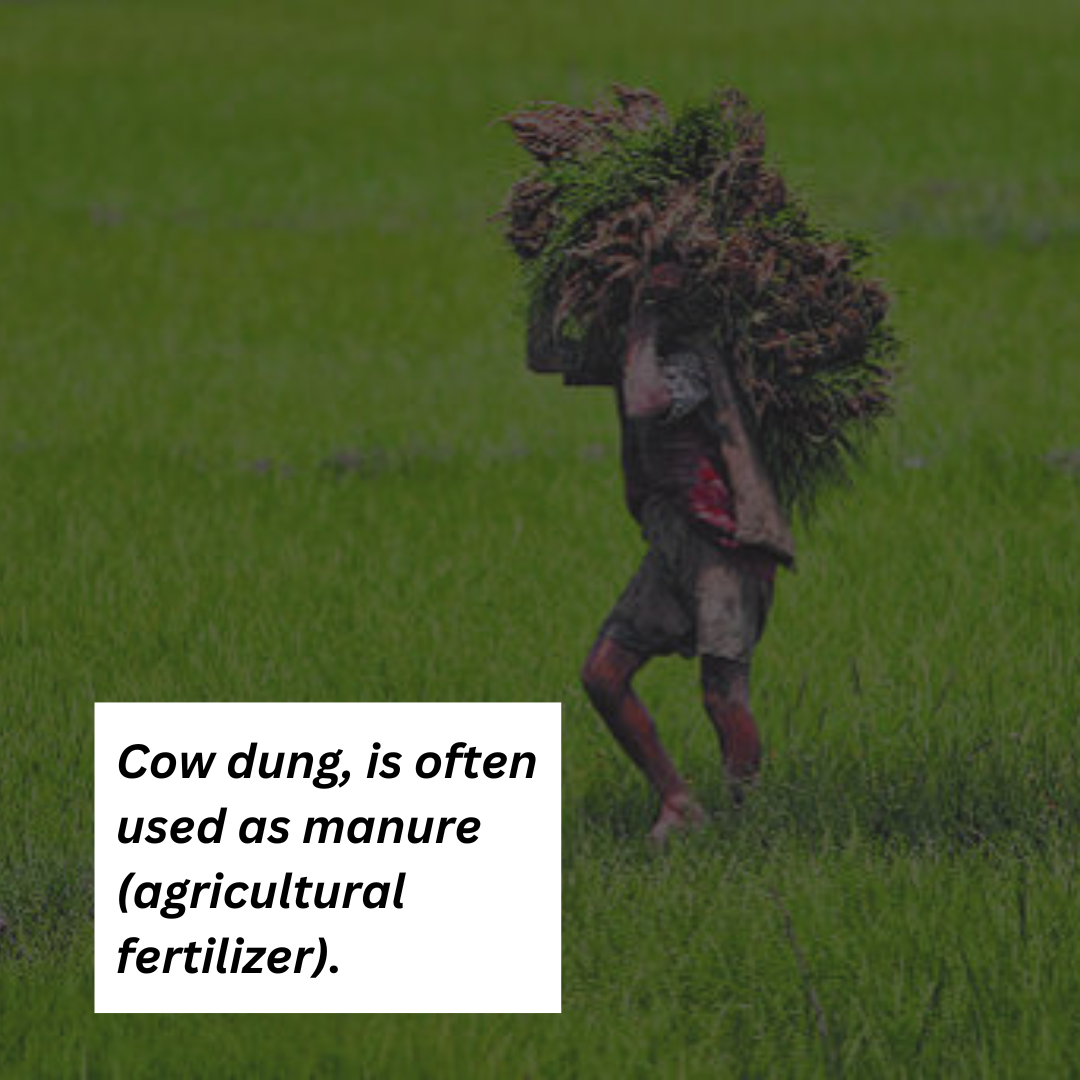 Cow dung, is often
used as manure
(agricultural
fertilizer).